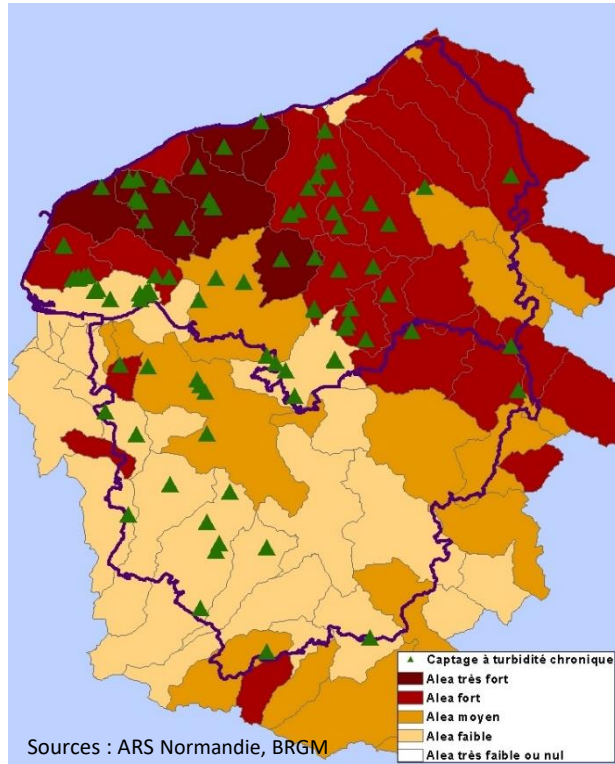 Captage à turbidité chronique
Alea très fort
Alea fort
Alea moyen
Alea faible
Alea très faible ou nul
Sources : ARS Normandie, BRGM